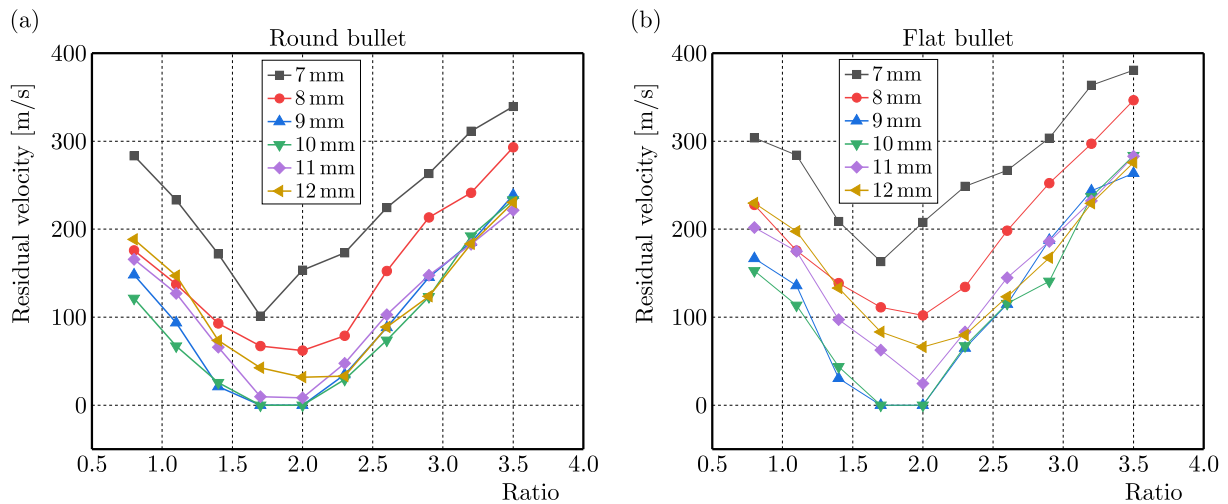 (a)
Round bullet
Residual velocity [m/s]
400
300
200
100
0
7 mm
8 mm
9 mm
10 mm
11 mm
12 mm
0.5 1.0 1.5 2.0 2.5 3.0 3.5 4.0
Ratio
(b)
Flat bullet
Residual velocity [m/s]
400
300
200
100
0
7 mm
8 mm
9 mm
10 mm
11 mm
12 mm
0.5 1.0 1.5 2.0 2.5 3.0 3.5 4.0
Ratio